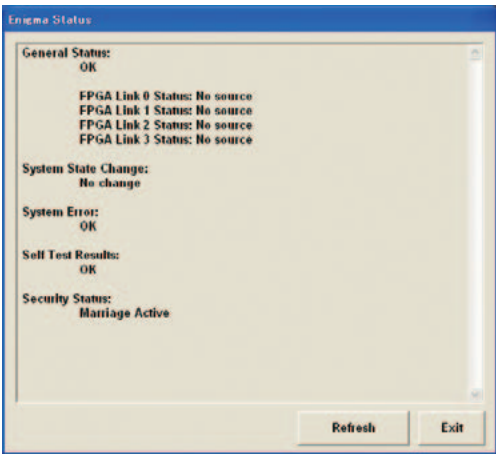 Enigma Status
General Status:
OK
FPGA Link 0 Status: No source
FPGA Link 1 Status: No source
FPGA Link 2 Status: No source
FPGA Link 3 Status: No source
System State Change:
No change
System Error:
OK
Self Test Results:
OK
Security Status:
Marriage Active
Refresh
Exit